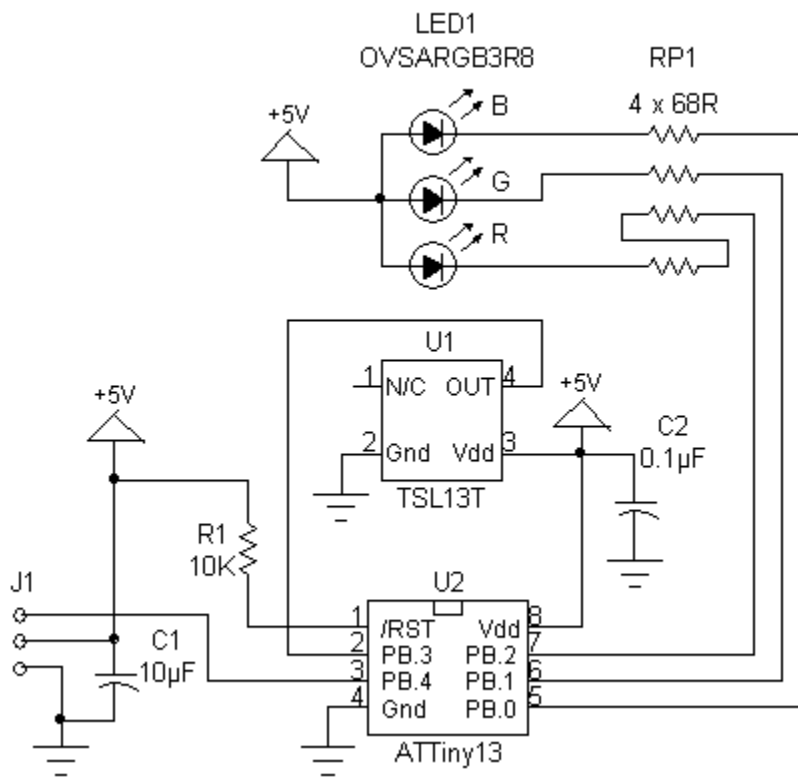 LED1
OVSARGB3R8
RP1
4 x 68R
+5V
B
G
R
U1
1 N/C OUT 4
2 Gnd Vdd 3
TSL13T
+5V
C2
0.1µF
+5V
R1
10K
J1
C1
10µF
U2
1 /RST Vdd 8
2 PB.3 PB.2 7
3 PB.4 PB.1 6
4 Gnd PB.0 5
ATTiny13